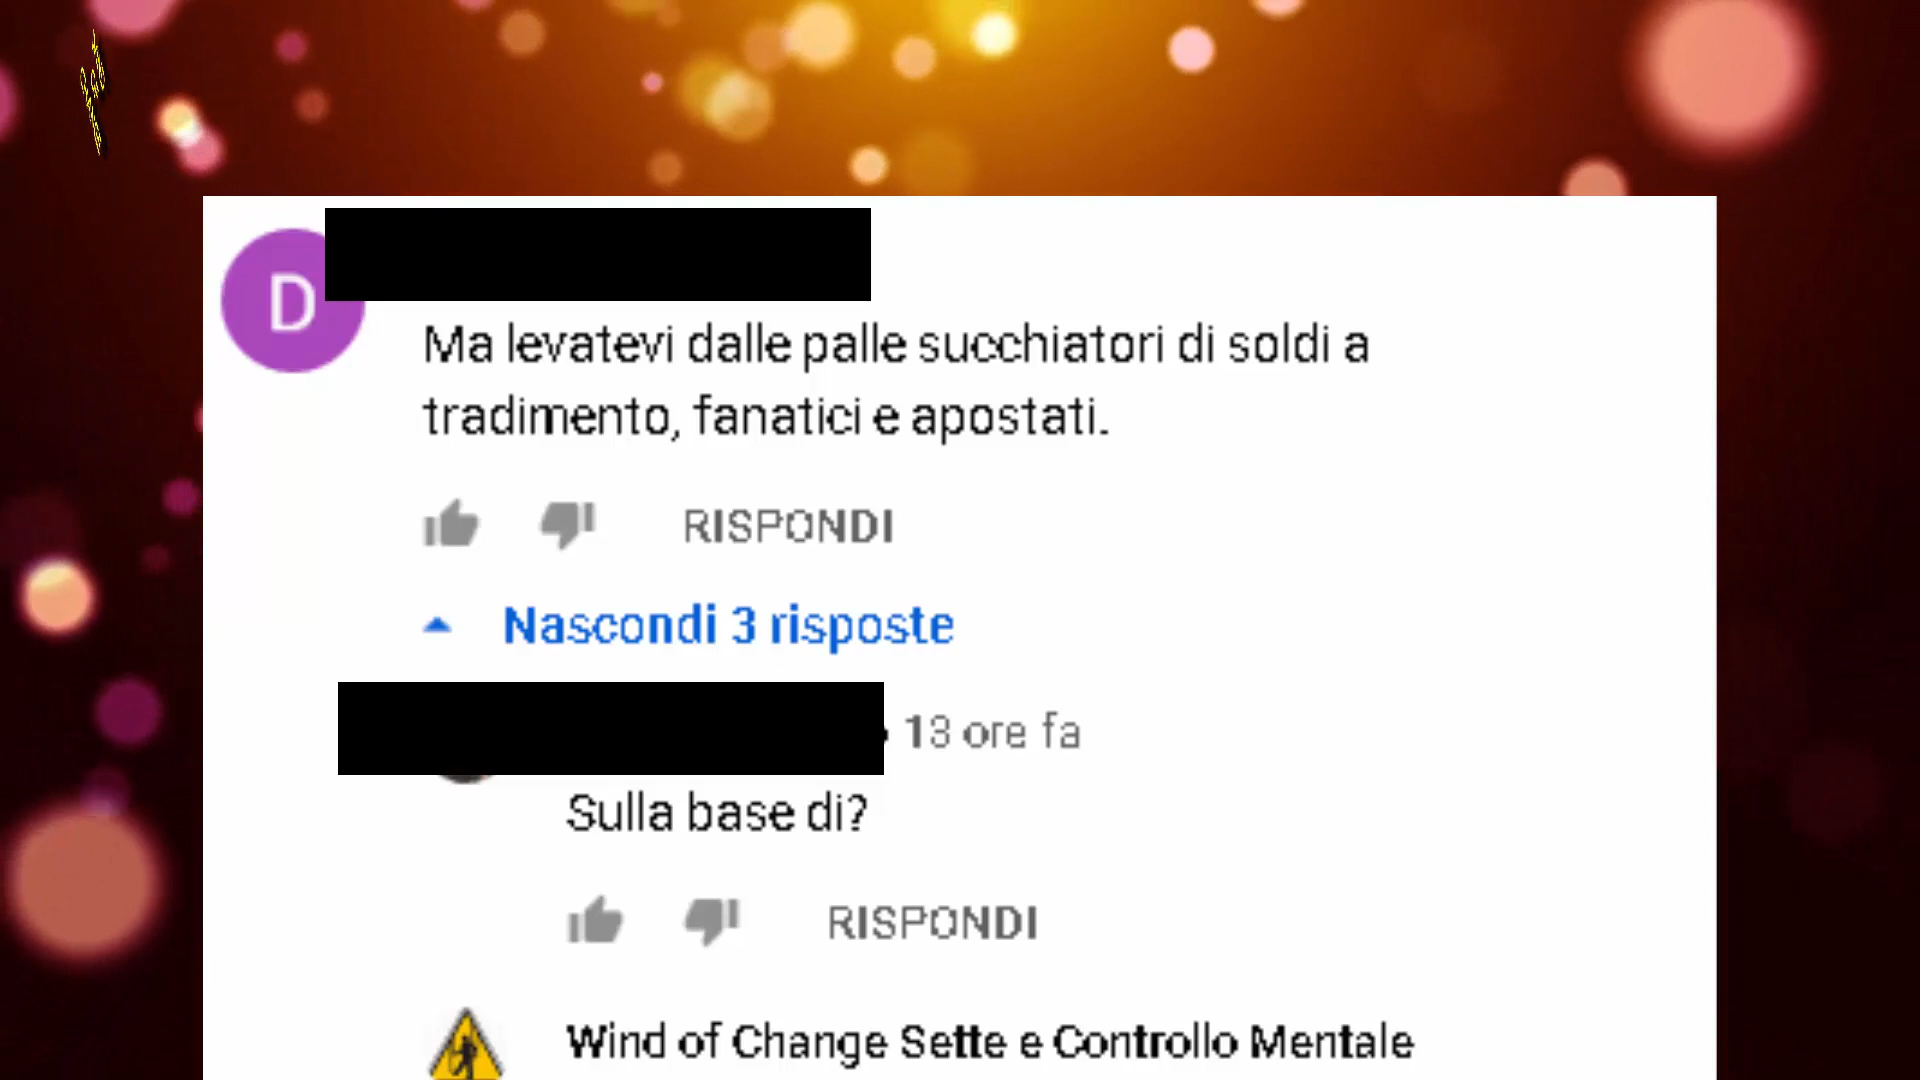 D
Ma levatevi dalle palle succhiatori di soldi a
tradimento, fanatici e apostati.
RISPONDI
Nascondi 3 risposte
13 ore fa
Sulla base di?
RISPONDI
Wind of Change Sette e Controllo Mentale